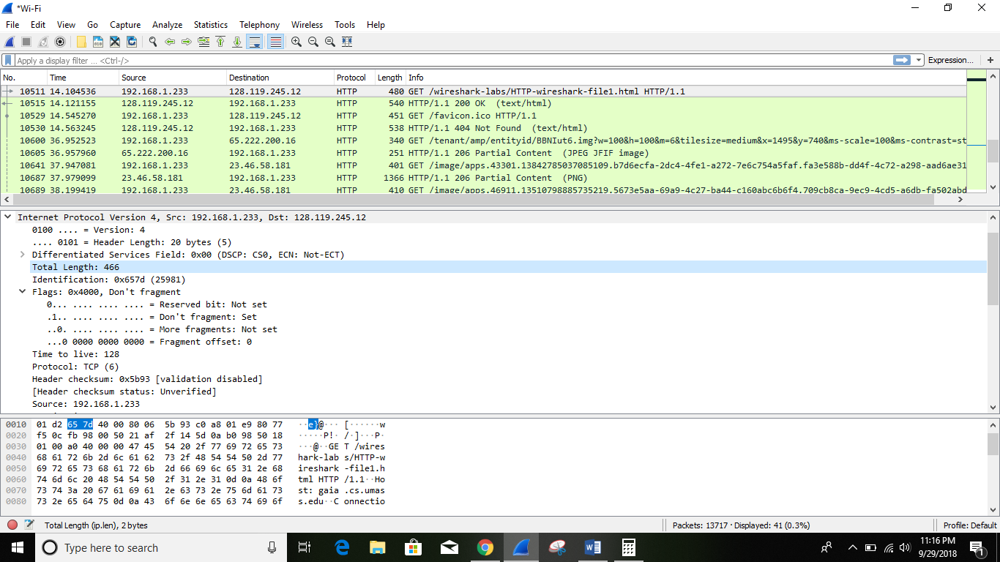 *Wi-Fi
File Edit View Go Capture Analyze Statistics Telephony Wireless Tools Help
Apply a display filter ... <Ctrl-/> Expression... +
No. Time Source Destination Protocol Length Info
10511 14.104536 192.168.1.233 128.119.245.12 HTTP 480 GET /wireshark-labs/HTTP-wireshark-file1.html HTTP/1.1
10515 14.121155 128.119.245.12 192.168.1.233 HTTP 540 HTTP/1.1 200 OK (text/html)
10529 14.545270 192.168.1.233 128.119.245.12 HTTP 451 GET /favicon.ico HTTP/1.1
10530 14.563245 128.119.245.12 192.168.1.233 HTTP 538 HTTP/1.1 404 Not Found (text/html)
10600 36.952523 192.168.1.233 65.222.200.16 HTTP 340 GET /tenant/amp/entityid/BBNIut6.img?w=100&h=100&m=6&tilesize=medium&x=1495&y=740&ms-scale=100&ms-contrast=st
10605 36.957960 65.222.200.16 192.168.1.233 HTTP 251 HTTP/1.1 206 Partial Content (JPEG JFIF image)
10641 37.947081 192.168.1.233 23.46.58.181 HTTP 401 GET /image/apps.43301.13842785037085109.b7d6ecfa-2dc4-4fe1-a272-7e6c754a5faf.fa3e588b-dd4f-4c72-a298-aad6ae31
10687 37.979099 23.46.58.181 192.168.1.233 HTTP 1366 HTTP/1.1 206 Partial Content (PNG)
10689 38.199419 192.168.1.233 23.46.58.181 HTTP 410 GET /image/apps.46911.13510798885735219.5673e5aa-69a9-4c27-ba44-c160abc6b6f4.709cb8ca-9ec9-4cd5-a6db-fa502abd
Internet Protocol Version 4, Src: 192.168.1.233, Dst: 128.119.245.12
0100 .... = Version: 4
.... 0101 = Header Length: 20 bytes (5)
Differentiated Services Field: 0x00 (DSCP: CS0, ECN: Not-ECT)
Total Length: 466
Identification: 0x657d (25981)
Flags: 0x4000, Don't fragment
0... .... .... .... = Reserved bit: Not set
.1.. .... .... .... = Don't fragment: Set
..0. .... .... .... = More fragments: Not set
...0 0000 0000 0000 = Fragment offset: 0
Time to live: 128
Protocol: TCP (6)
Header checksum: 0x5b93 [validation disabled]
[Header checksum status: Unverified]
Source: 192.168.1.233
0010 01 d2 65 7d 40 00 80 06 5b 93 c0 a8 01 e9 80 77 ··e}@··· [······w
0020 f5 0c fb 98 00 50 21 af 2f 14 5d 0a b0 98 50 18 ·····P!· /·]···P·
0030 01 00 a0 40 00 00 47 45 54 20 2f 77 69 72 65 73 ···@··GE T /wires
0040 68 61 72 6b 2d 6c 61 62 73 2f 48 54 54 50 2d 77 hark-lab s/HTTP-w
0050 69 72 65 73 68 61 72 6b 2d 66 69 6c 65 31 2e 68 ireshark -file1.h
0060 74 6d 6c 20 48 54 54 50 2f 31 2e 31 0d 0a 48 6f tml HTTP /1.1··Ho
0070 73 74 3a 20 67 61 69 61 2e 63 73 2e 75 6d 61 73 st: gaia .cs.umas
0080 73 2e 65 64 75 0d 0a 43 6f 6e 6e 65 63 74 69 6f s.edu··C onnectio
Total Length (ip.len), 2 bytes Packets: 13717 · Displayed: 41 (0.3%) Profile: Default
Type here to search
11:16 PM
9/29/2018
1